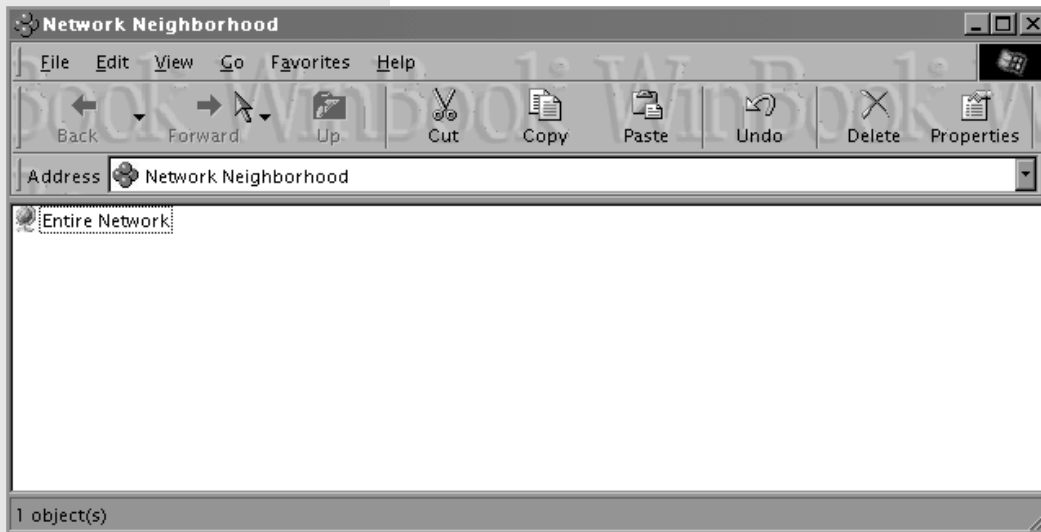 Network Neighborhood
File Edit View Go Favorites Help
Back Forward Up Cut Copy Paste Undo Delete Properties
Address Network Neighborhood
Entire Network
1 object(s)
WinBook